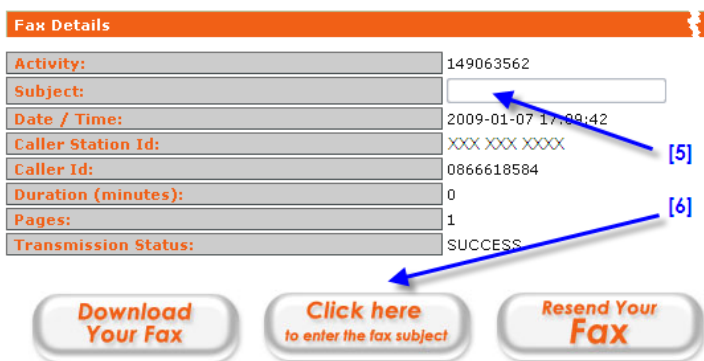 Fax Details
Activity: 149063562
Subject:
Date / Time: 2009-01-07 17:09:42
Caller Station Id: XXX XXX XXXX
[5]
Caller Id: 0866618584
Duration (minutes): 0
[6]
Pages: 1
Transmission Status: SUCCESS
Download
Your Fax
Click here
to enter the fax subject
Resend Your
Fax